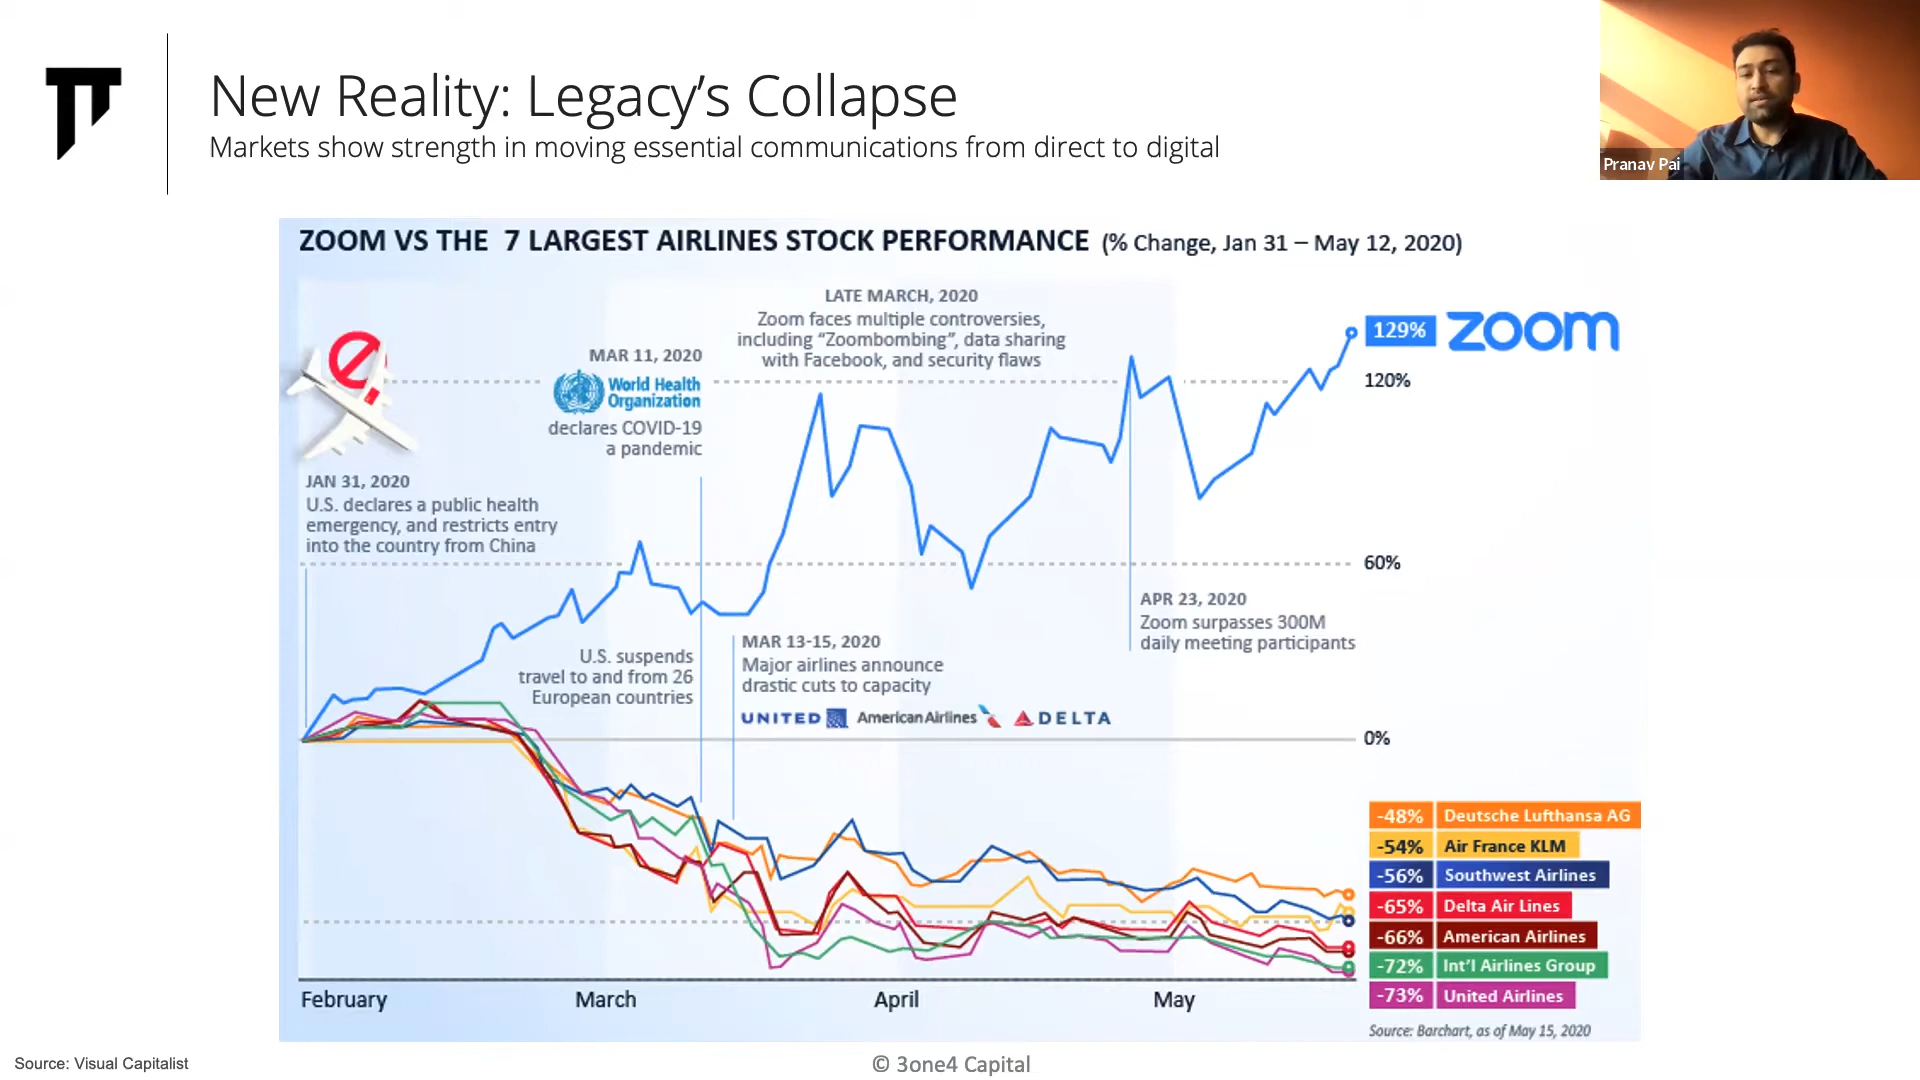 New Reality: Legacy’s Collapse
Markets show strength in moving essential communications from direct to digital
Pranav Pai
ZOOM VS THE 7 LARGEST AIRLINES STOCK PERFORMANCE (% Change, Jan 31 – May 12, 2020)
LATE MARCH, 2020
Zoom faces multiple controversies,
including “Zoombombing”, data sharing
with Facebook, and security flaws
129% zoom
MAR 11, 2020
World Health
Organization
declares COVID-19
a pandemic
120%
JAN 31, 2020
U.S. declares a public health
emergency, and restricts entry
into the country from China
60%
APR 23, 2020
Zoom surpasses 300M
daily meeting participants
U.S. suspends
travel to and from 26
European countries
MAR 13-15, 2020
Major airlines announce
drastic cuts to capacity
UNITED American Airlines DELTA
0%
-48% Deutsche Lufthansa AG
-54% Air France KLM
-56% Southwest Airlines
-65% Delta Air Lines
-66% American Airlines
-72% Int’l Airlines Group
-73% United Airlines
February March April May
Source: Barchart, as of May 15, 2020
Source: Visual Capitalist
© 3one4 Capital